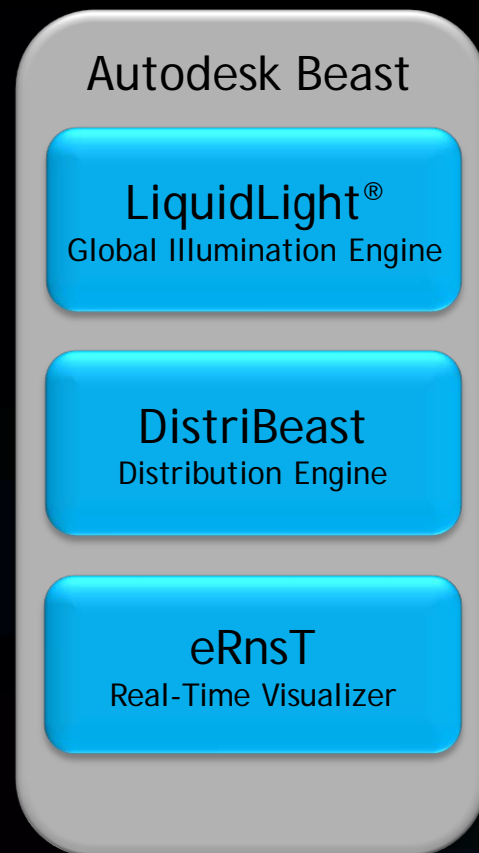 Autodesk Beast
LiquidLight®
Global Illumination Engine
DistriBeast
Distribution Engine
eRnsT
Real-Time Visualizer